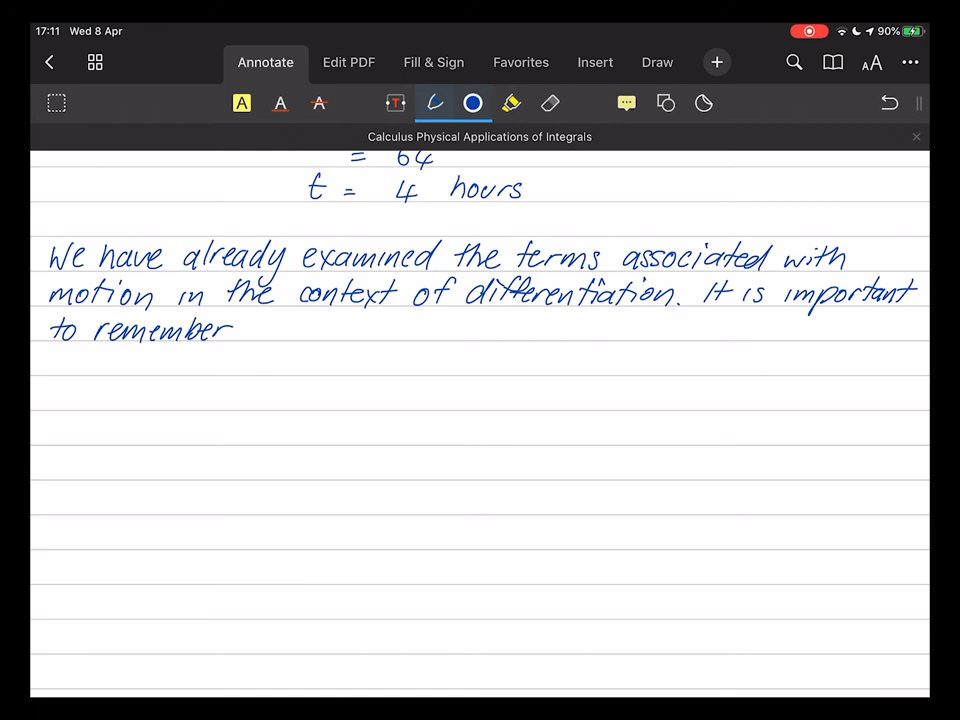 17:11 Wed 8 Apr 90%
Annotate Edit PDF Fill & Sign Favorites Insert Draw + AA
A A A T
Calculus Physical Applications of Integrals
= 64
t = 4 hours
We have already examined the terms associated with
motion in the context of differentiation. It is important
to remember